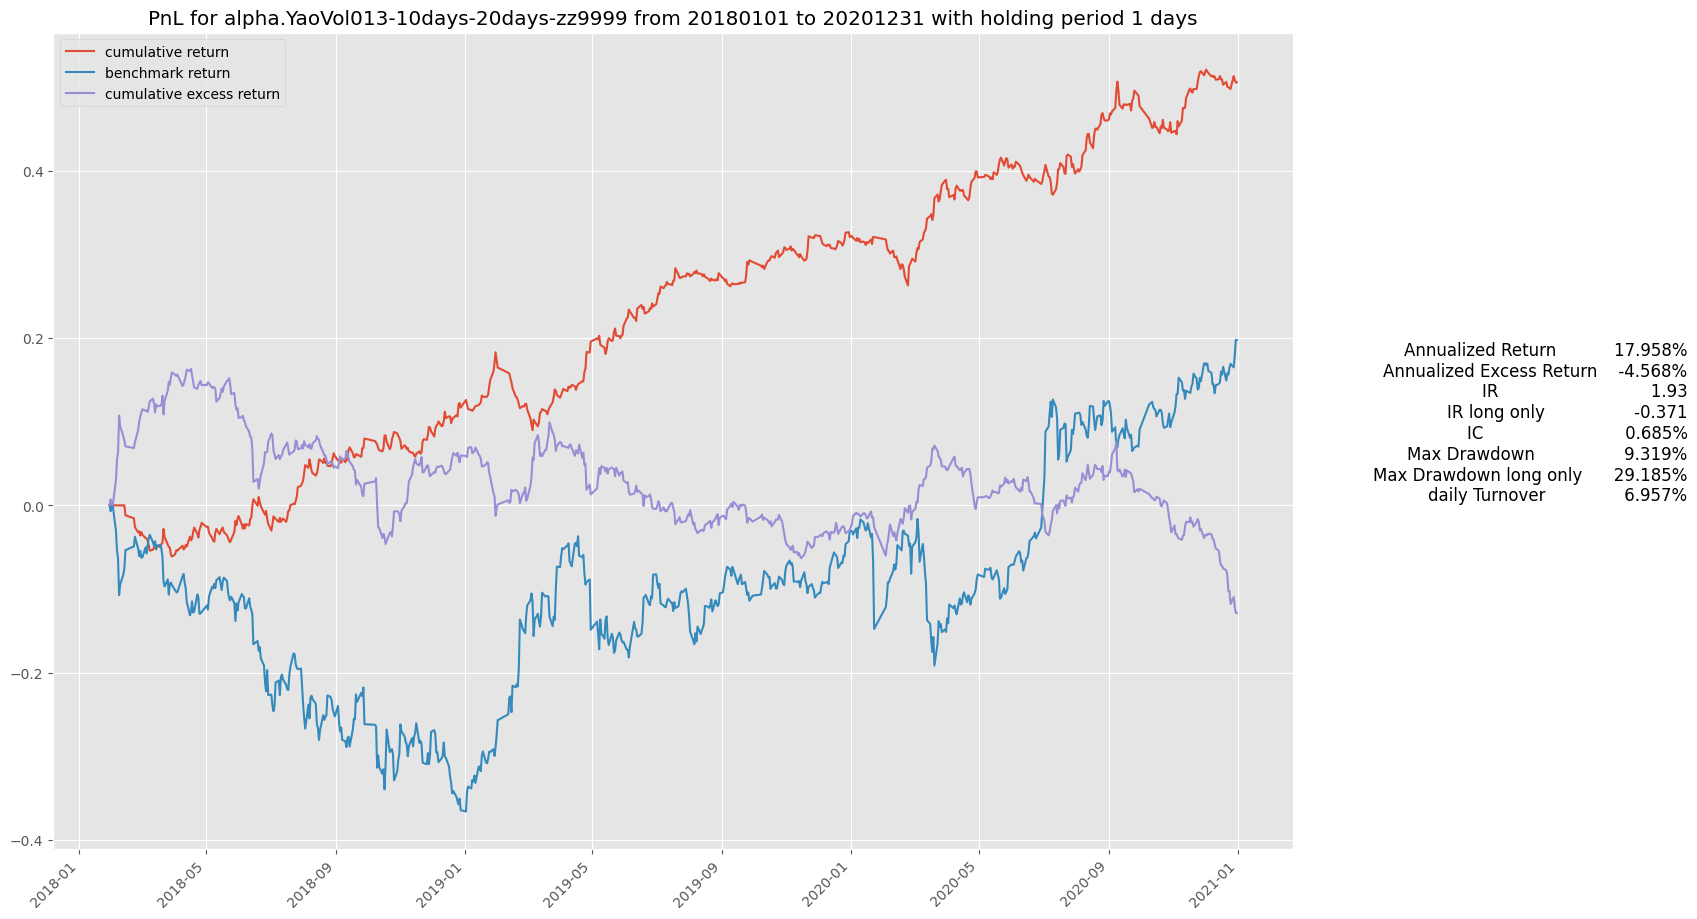 PnL for alpha.YaoVol013-10days-20days-zz9999 from 20180101 to 20201231 with holding period 1 days
cumulative return
benchmark return
cumulative excess return
0.4
0.2
0.0
−0.2
−0.4
2018-01
2018-05
2018-09
2019-01
2019-05
2019-09
2020-01
2020-05
2020-09
2021-01
Annualized Return 17.958%
Annualized Excess Return -4.568%
IR 1.93
IR long only -0.371
IC 0.685%
Max Drawdown 9.319%
Max Drawdown long only 29.185%
daily Turnover 6.957%